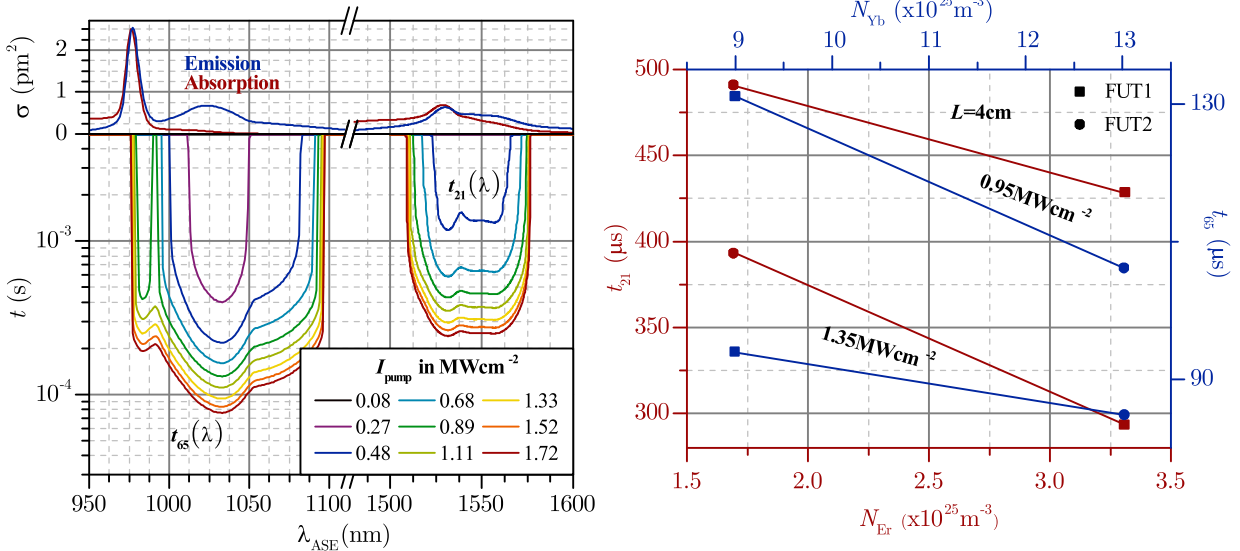 σ (pm²)
2
1
0
Emission
Absorption
t (s)
10⁻³
10⁻⁴
t₂₁(λ)
t₆₅(λ)
I_pump in MWcm⁻²
0.08 0.68 1.33
0.27 0.89 1.52
0.48 1.11 1.72
950 1000 1050 1100 1500 1550 1600
λ_ASE(nm)
N_Yb (x10²⁵m⁻³)
9 10 11 12 13
t₂₁ (µs)
500
450
400
350
300
L=4cm
FUT1
FUT2
0.95MWcm⁻²
1.35MWcm⁻²
130
90
t₆₅ (µs)
1.5 2.0 2.5 3.0 3.5
N_Er (x10²⁵m⁻³)